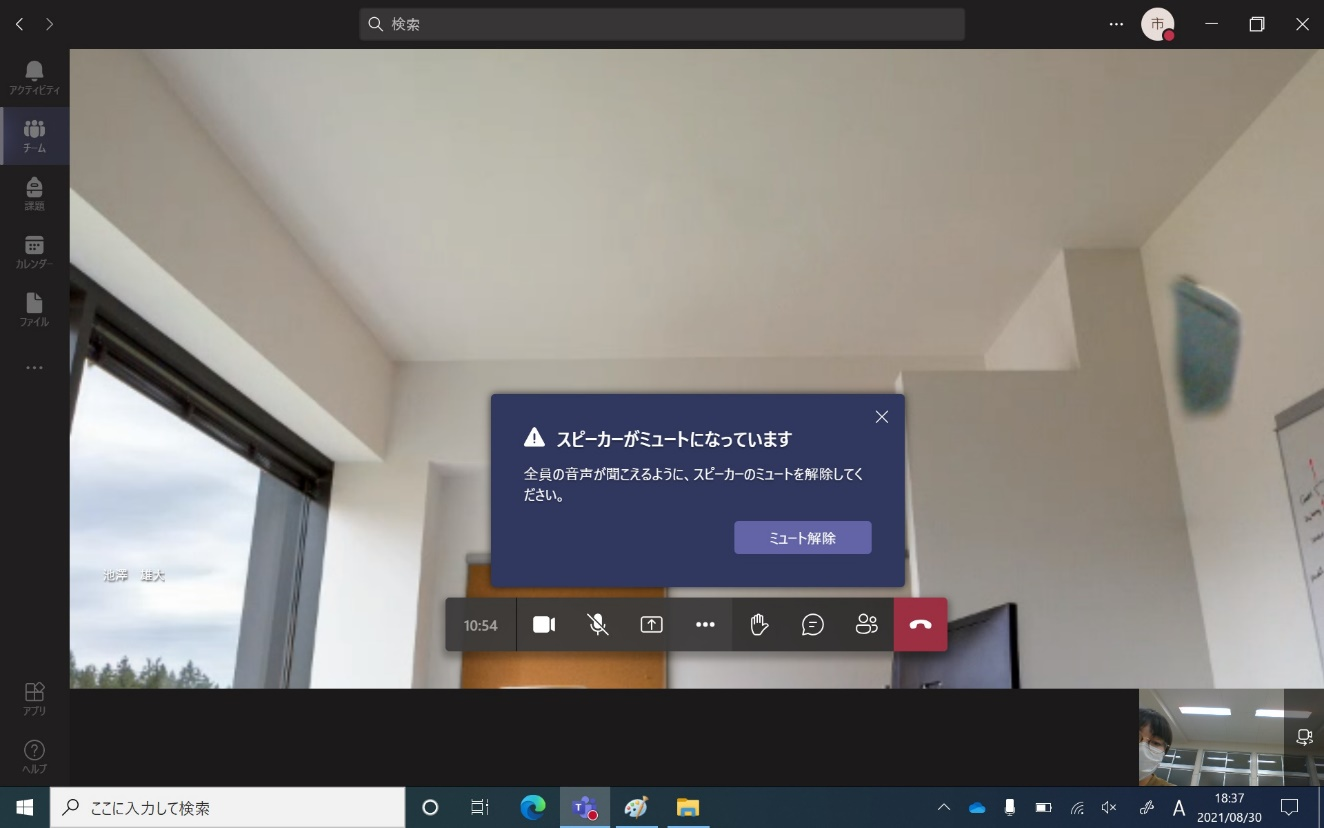 検索
市
アクティビティ
チーム
課題
カレンダー
ファイル
スピーカーがミュートになっています
全員の音声が聞こえるように、スピーカーのミュートを解除してく
ださい。
ミュート解除
池澤 雄大
10:54
アプリ
ヘルプ
ここに入力して検索
A
18:37
2021/08/30